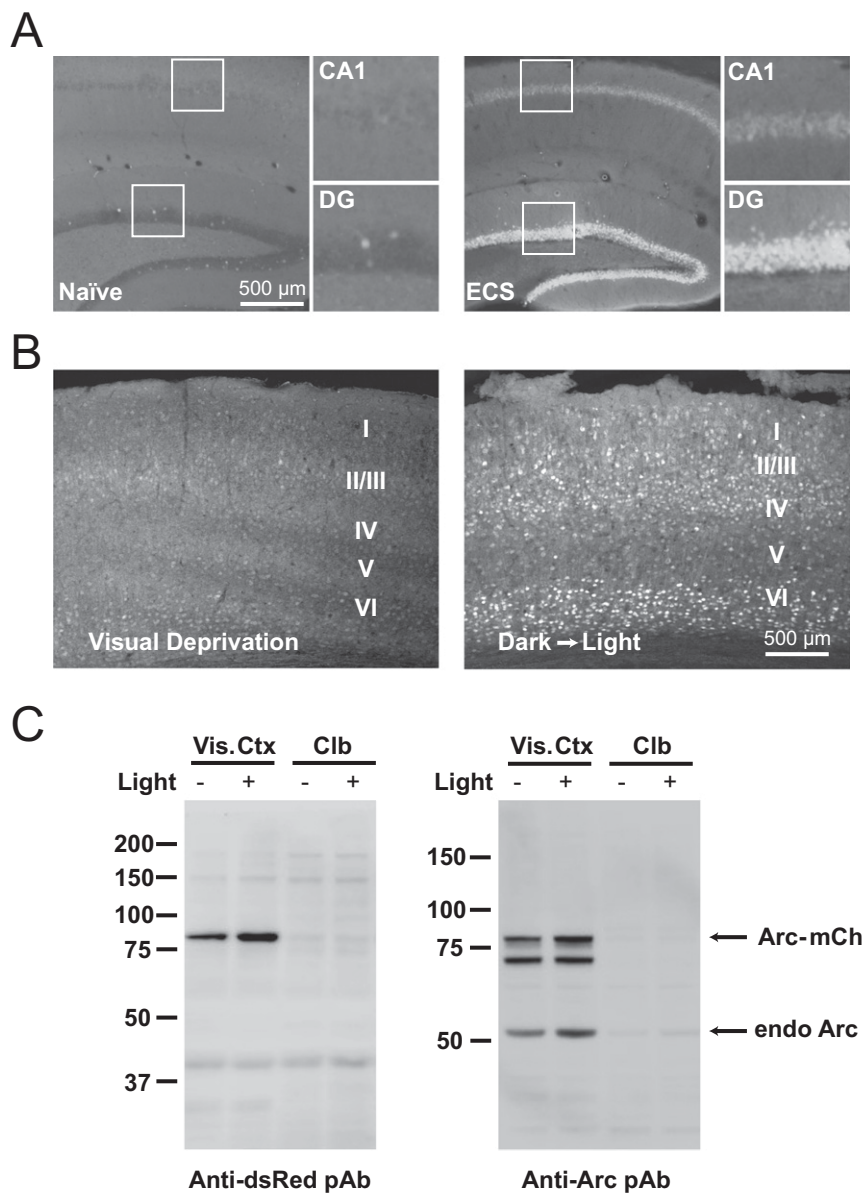 A
CA1
DG
Naïve
500 µm
CA1
DG
ECS
B
I
II/III
IV
V
VI
Visual Deprivation
I
II/III
IV
V
VI
Dark → Light
500 µm
C
Vis.Ctx Clb
Light - + - +
200
150
100
75
50
37
Anti-dsRed pAb
Vis.Ctx Clb
Light - + - +
150
100
75
50
Arc-mCh
endo Arc
Anti-Arc pAb